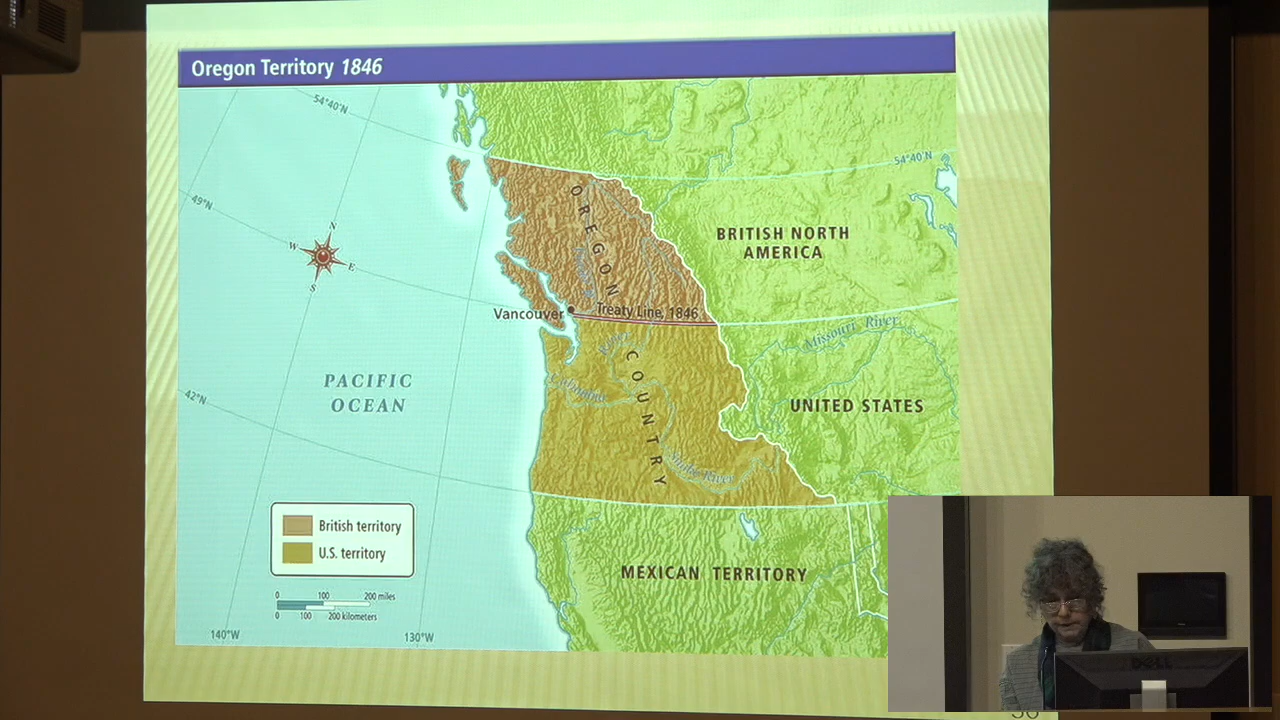 Oregon Territory 1846
54°40'N
54°40'N
49°N
N
W
E
S
OREGON
BRITISH NORTH
AMERICA
Vancouver
Treaty Line, 1846
Missouri River
COUNTRY
PACIFIC
OCEAN
UNITED STATES
42°N
Snake River
British territory
U.S. territory
MEXICAN TERRITORY
0 100 200 miles
0 100 200 kilometers
140°W
130°W
DELL